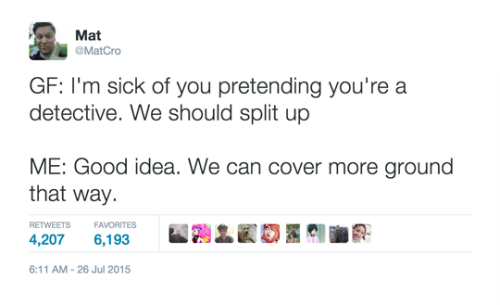 Mat
@MatCro
GF: I'm sick of you pretending you're a
detective. We should split up
ME: Good idea. We can cover more ground
that way.
RETWEETS FAVORITES
4,207 6,193
6:11 AM - 26 Jul 2015